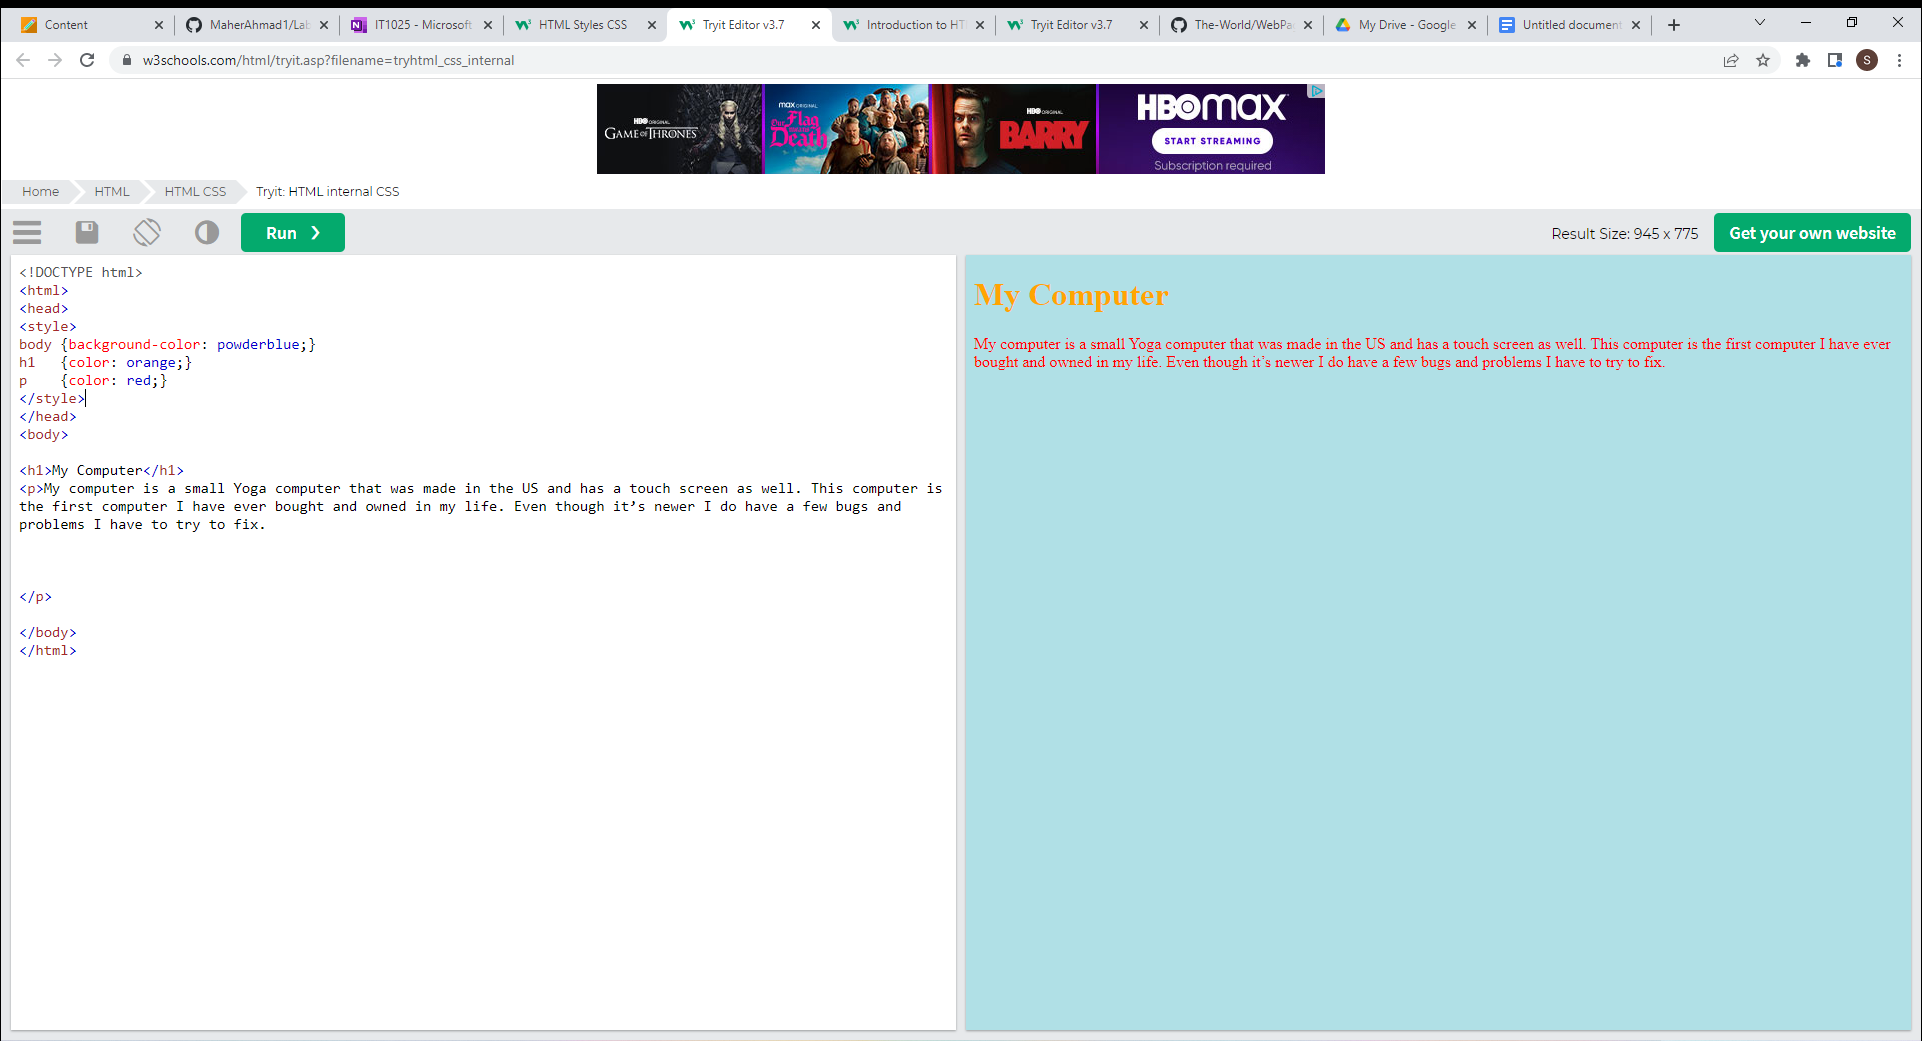 Content
MaherAhmad1/Lab
IT1025 - Microsoft
HTML Styles CSS
Tryit Editor v3.7
Introduction to HT
Tryit Editor v3.7
The-World/WebPa
My Drive - Google
Untitled document
w3schools.com/html/tryit.asp?filename=tryhtml_css_internal
S
HBO ORIGINAL
GAME OF THRONES
max ORIGINAL
Our Flag
Means
Death
HBO ORIGINAL
BARRY
HBOMAX
START STREAMING
Subscription required
Home
HTML
HTML CSS
Tryit: HTML internal CSS
Run ❯
Result Size: 945 x 775
Get your own website
<!DOCTYPE html>
<html>
<head>
<style>
body {background-color: powderblue;}
h1   {color: orange;}
p    {color: red;}
</style>
</head>
<body>
<h1>My Computer</h1>
<p>My computer is a small Yoga computer that was made in the US and has a touch screen as well. This computer is
the first computer I have ever bought and owned in my life. Even though it’s newer I do have a few bugs and
problems I have to try to fix.
</p>
</body>
</html>
My Computer
My computer is a small Yoga computer that was made in the US and has a touch screen as well. This computer is the first computer I have ever
bought and owned in my life. Even though it’s newer I do have a few bugs and problems I have to try to fix.